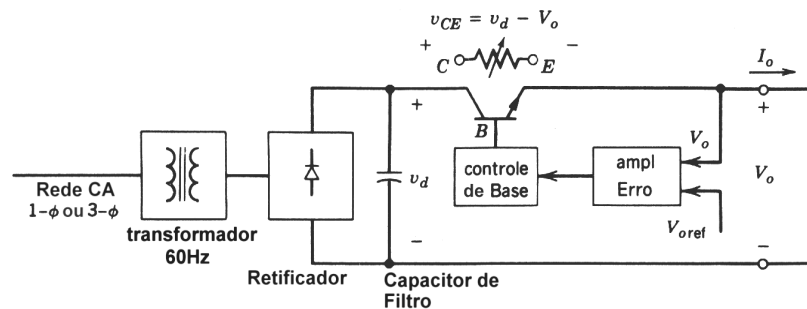 v_CE = v_d − V_o
+ −
C E
I_o
+ B +
V_o
controle
de Base
ampl
Erro
v_d
V_o
Rede CA
1-ϕ ou 3-ϕ
V_oref
transformador
60Hz
− −
Retificador
Capacitor de
Filtro